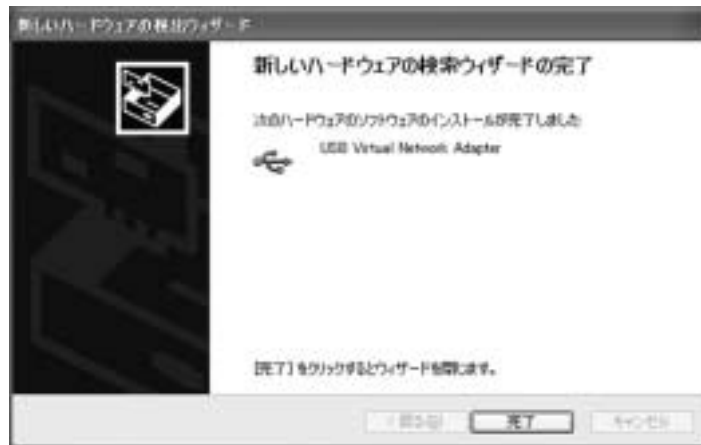 新しいハードウェアの検出ウィザード
新しいハードウェアの検索ウィザードの完了
次のハードウェアのソフトウェアのインストールが完了しました
USB Virtual Network Adapter
[完了] をクリックするとウィザードを閉じます。
< 戻る(B)
完了
キャンセル